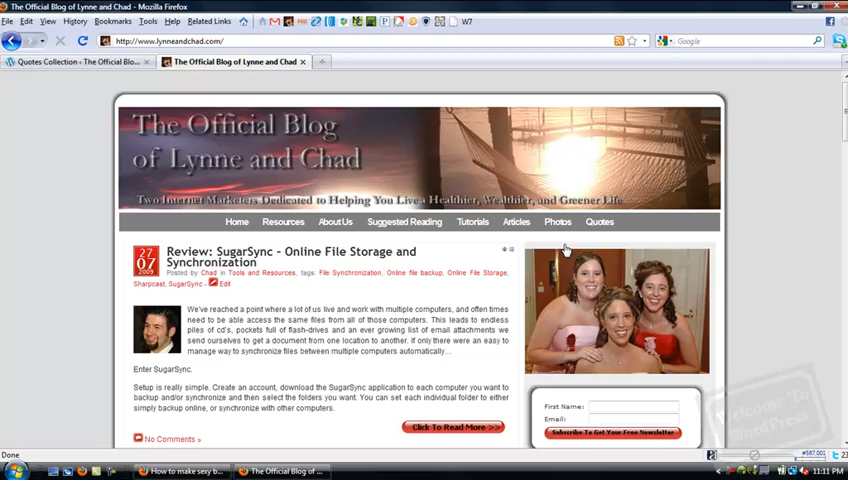 The Official Blog of Lynne and Chad - Mozilla Firefox
File Edit View History Bookmarks Tools Help Related Links W7
http://www.lynneandchad.com/ Google
Quotes Collection ‹ The Official Blo... The Official Blog of Lynne and Chad
The Official Blog
of Lynne and Chad
Two Internet Marketers Dedicated to Helping You Live a Healthier, Wealthier, and Greener Life.
Home Resources About Us Suggested Reading Tutorials Articles Photos Quotes
27
07
2009
Review: SugarSync - Online File Storage and
Synchronization
Posted by Chad in Tools and Resources, tags: File Synchronization, Online file backup, Online File Storage,
Sharpcast, SugarSync - Edit
We've reached a point where a lot of us live and work with multiple computers, and often times
need to be able access the same files from all of those computers. This leads to endless
piles of cd's, pockets full of flash-drives and an ever growing list of email attachments we
send ourselves to get a document from one location to another. If only there were an easy to
manage way to synchronize files between multiple computers automatically...
Enter SugarSync.
Setup is really simple. Create an account, download the SugarSync application to each computer you want to
backup and/or synchronize and then select the folders you want. You can set each individual folder to either
simply backup online, or synchronize with other computers.
Click To Read More >>
No Comments »
First Name:
Email:
Subscribe To Get Your Free Newsletter
Welcome To
WordPress
Done #567,001 23
How to make sexy b... The Official Blog of ... 11:11 PM